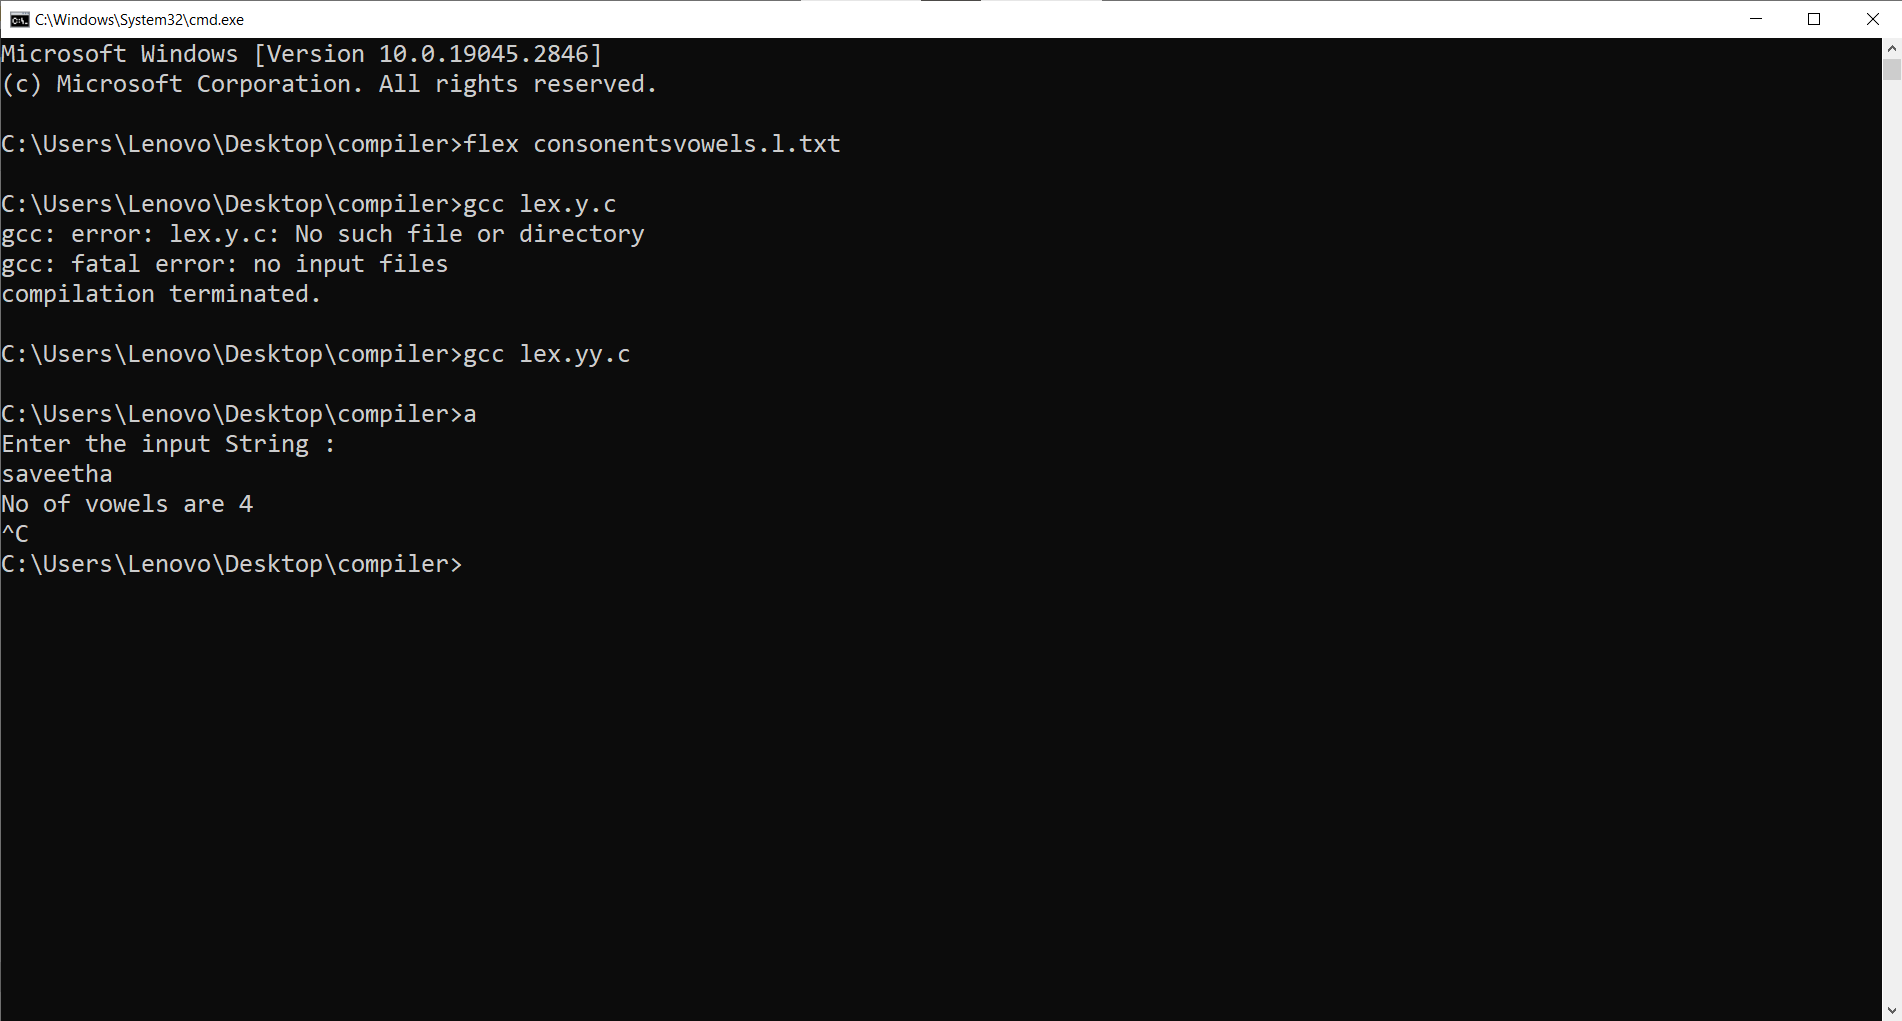 C:\Windows\System32\cmd.exe
Microsoft Windows [Version 10.0.19045.2846]
(c) Microsoft Corporation. All rights reserved.
C:\Users\Lenovo\Desktop\compiler>flex consonentsvowels.l.txt
C:\Users\Lenovo\Desktop\compiler>gcc lex.y.c
gcc: error: lex.y.c: No such file or directory
gcc: fatal error: no input files
compilation terminated.
C:\Users\Lenovo\Desktop\compiler>gcc lex.yy.c
C:\Users\Lenovo\Desktop\compiler>a
Enter the input String :
saveetha
No of vowels are 4
^C
C:\Users\Lenovo\Desktop\compiler>